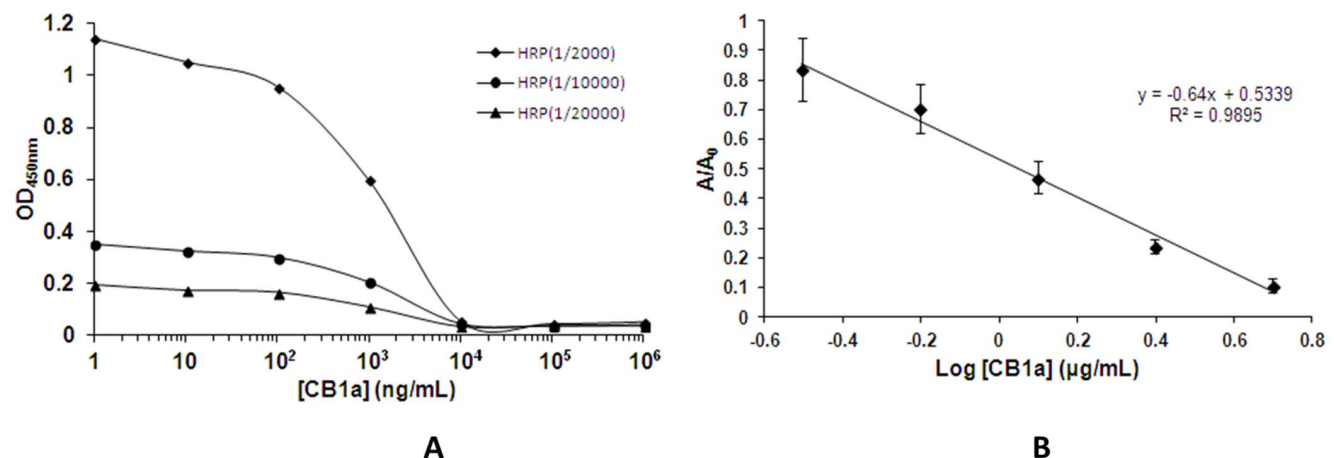 1.2
1
0.8
0.6
0.4
0.2
0
OD450nm
HRP(1/2000)
HRP(1/10000)
HRP(1/20000)
1 10 10² 10³ 10⁴ 10⁵ 10⁶
[CB1a] (ng/mL)
A
1
0.9
0.8
0.7
0.6
0.5
0.4
0.3
0.2
0.1
0
A/A₀
y = -0.64x + 0.5339
R² = 0.9895
-0.6 -0.4 -0.2 0 0.2 0.4 0.6 0.8
Log [CB1a] (µg/mL)
B